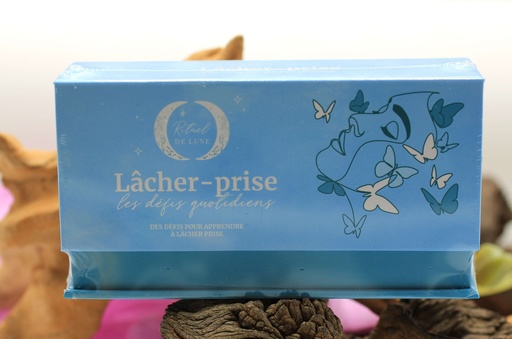 Rituel
DE LUNE
Lâcher-prise
les défis quotidiens
DES DÉFIS POUR APPRENDRE
À LÂCHER PRISE